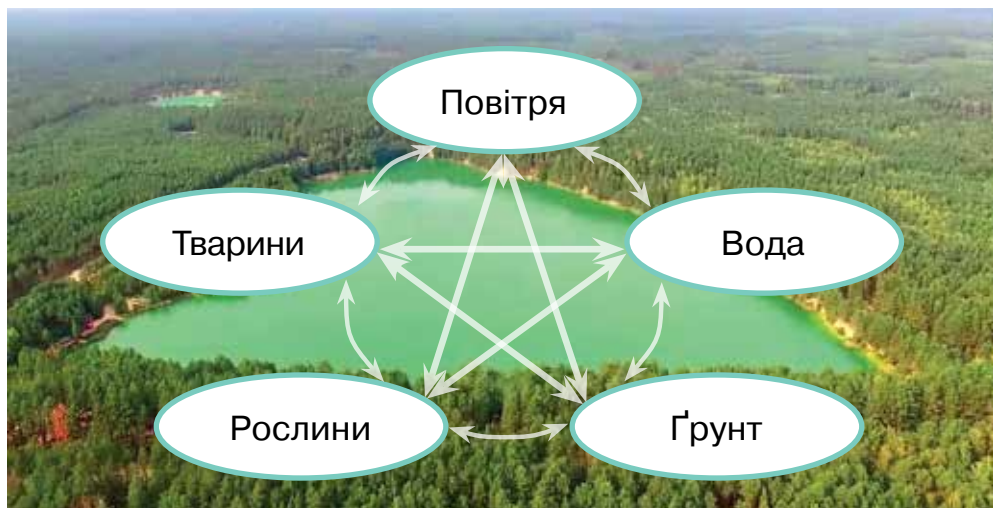 Повітря
Тварини
Вода
Рослини
Ґрунт